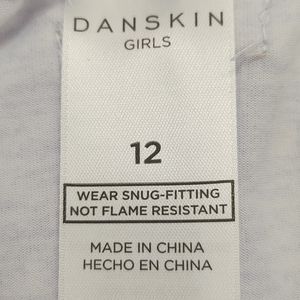 DANSKIN
GIRLS
12
WEAR SNUG-FITTING
NOT FLAME RESISTANT
MADE IN CHINA
HECHO EN CHINA